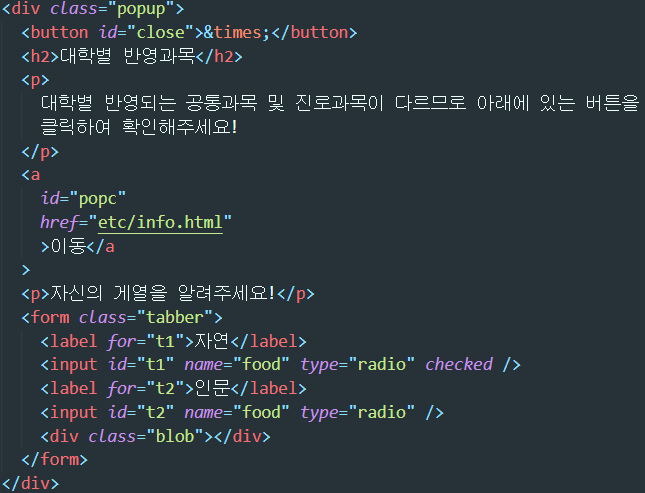 <div class="popup">
<button id="close">&times;</button>
<h2>대학별 반영과목</h2>
<p>
대학별 반영되는 공통과목 및 진로과목이 다르므로 아래에 있는 버튼을
클릭하여 확인해주세요!
</p>
<a
id="popc"
href="etc/info.html"
>이동</a
>
<p>자신의 게열을 알려주세요!</p>
<form class="tabber">
<label for="t1">자연</label>
<input id="t1" name="food" type="radio" checked />
<label for="t2">인문</label>
<input id="t2" name="food" type="radio" />
<div class="blob"></div>
</form>
</div>